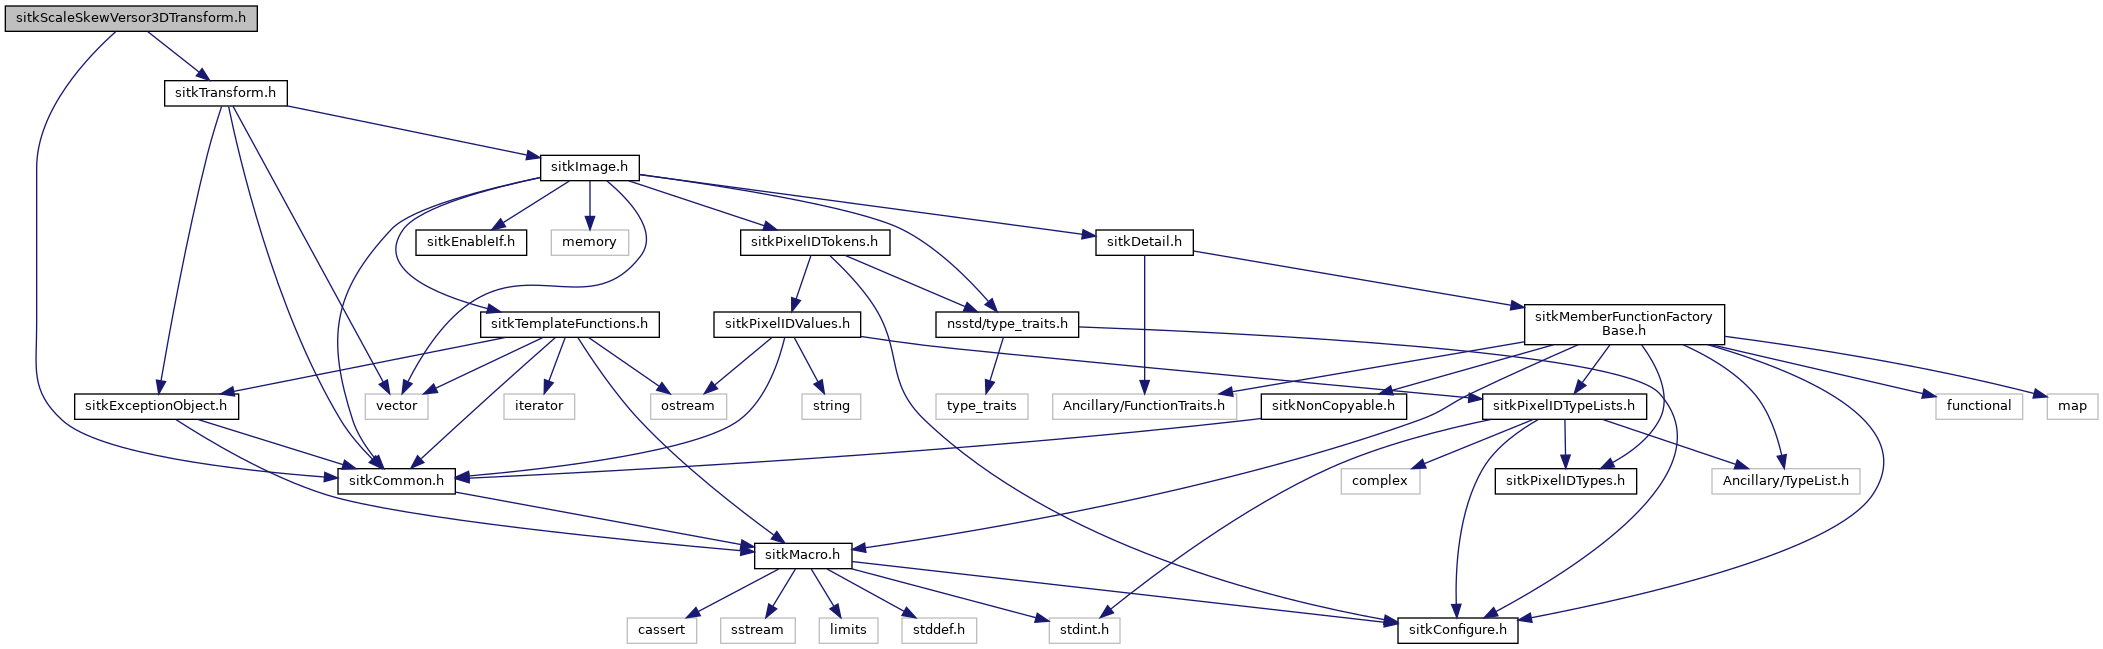 sitkScaleSkewVersor3DTransform.h
sitkTransform.h
sitkImage.h
sitkEnableIf.h
memory
sitkPixelIDTokens.h
sitkDetail.h
sitkTemplateFunctions.h
sitkPixelIDValues.h
nsstd/type_traits.h
sitkMemberFunctionFactory
Base.h
sitkExceptionObject.h
vector
iterator
ostream
string
type_traits
Ancillary/FunctionTraits.h
sitkNonCopyable.h
sitkPixelIDTypeLists.h
functional
map
sitkCommon.h
complex
sitkPixelIDTypes.h
Ancillary/TypeList.h
sitkMacro.h
cassert
sstream
limits
stddef.h
stdint.h
sitkConfigure.h